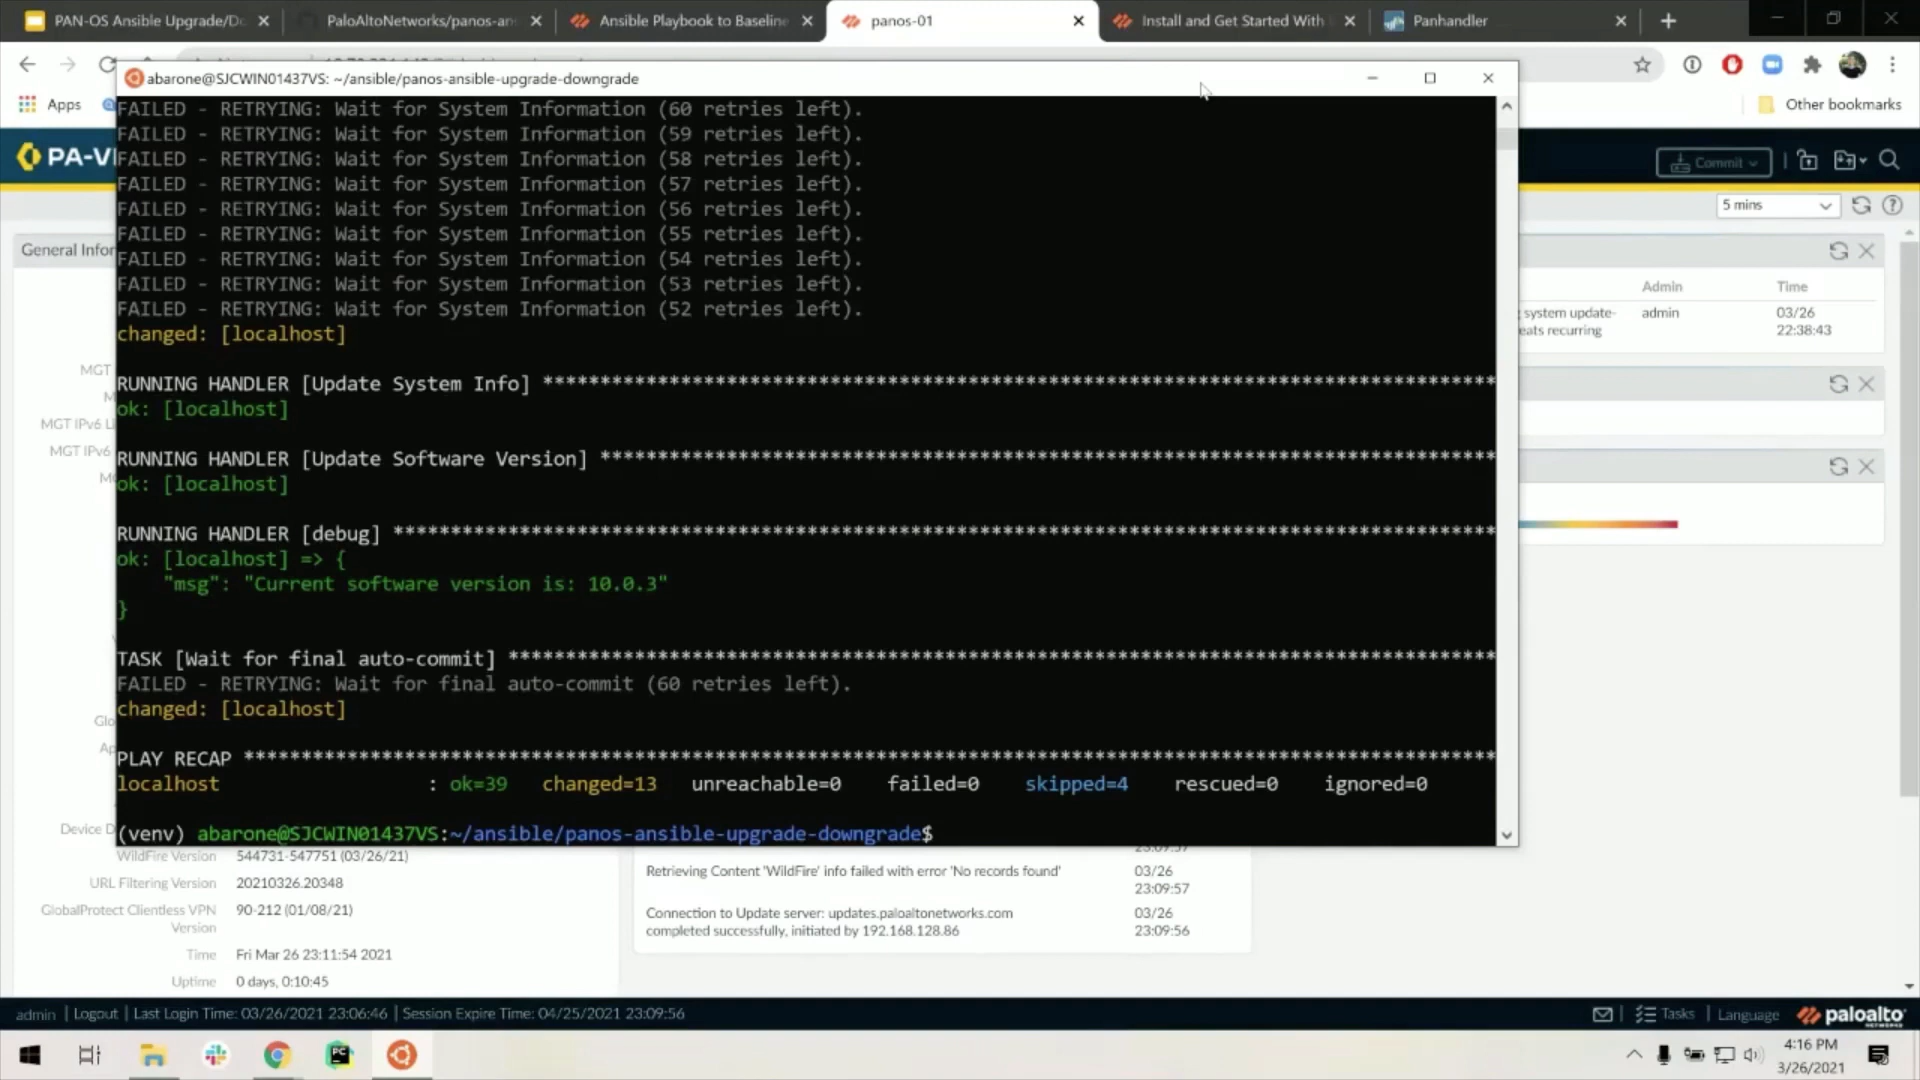 PAN-OS Ansible Upgrade/Do
PaloAltoNetworks/panos-ans
Ansible Playbook to Baseline
panos-01
Install and Get Started With
Panhandler
Apps
Other bookmarks
abarone@SJCWIN01437VS: ~/ansible/panos-ansible-upgrade-downgrade
PA-V
Commit
5 mins
General Infor
Admin
Time
system update-
eats recurring
admin
03/26
22:38:43
MGT
MGT IPv6 Li
MGT IPv6
FAILED - RETRYING: Wait for System Information (60 retries left).
FAILED - RETRYING: Wait for System Information (59 retries left).
FAILED - RETRYING: Wait for System Information (58 retries left).
FAILED - RETRYING: Wait for System Information (57 retries left).
FAILED - RETRYING: Wait for System Information (56 retries left).
FAILED - RETRYING: Wait for System Information (55 retries left).
FAILED - RETRYING: Wait for System Information (54 retries left).
FAILED - RETRYING: Wait for System Information (53 retries left).
FAILED - RETRYING: Wait for System Information (52 retries left).
changed: [localhost]
RUNNING HANDLER [Update System Info] ***********************************************************************************
ok: [localhost]
RUNNING HANDLER [Update Software Version] ******************************************************************************
ok: [localhost]
RUNNING HANDLER [debug] ************************************************************************************************
ok: [localhost] => {
"msg": "Current software version is: 10.0.3"
}
TASK [Wait for final auto-commit] **************************************************************************************
FAILED - RETRYING: Wait for final auto-commit (60 retries left).
changed: [localhost]
PLAY RECAP *************************************************************************************************************
localhost : ok=39 changed=13 unreachable=0 failed=0 skipped=4 rescued=0 ignored=0
(venv) abarone@SJCWIN01437VS:~/ansible/panos-ansible-upgrade-downgrade$
Glo
Ap
Device D
WildFire Version 544731-547751 (03/26/21)
URL Filtering Version 20210326.20348
GlobalProtect Clientless VPN Version 90-212 (01/08/21)
Time Fri Mar 26 23:11:54 2021
Uptime 0 days, 0:10:45
Retrieving Content 'WildFire' info failed with error 'No records found'
03/26
23:09:57
Connection to Update server: updates.paloaltonetworks.com
completed successfully, initiated by 192.168.128.86
03/26
23:09:56
admin | Logout | Last Login Time: 03/26/2021 23:06:46 | Session Expire Time: 04/25/2021 23:09:56
Tasks | Language
paloalto
NETWORKS
4:16 PM
3/26/2021